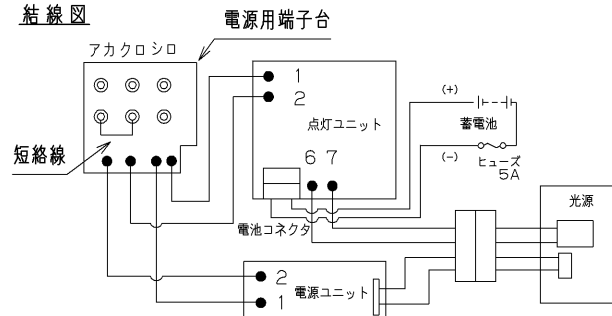 結線図
電源用端子台
アカクロシロ
短絡線
1
2
点灯ユニット
6 7
電池コネクタ
(+)
蓄電池
(-)
ヒューズ
5A
光源
2
電源ユニット
1